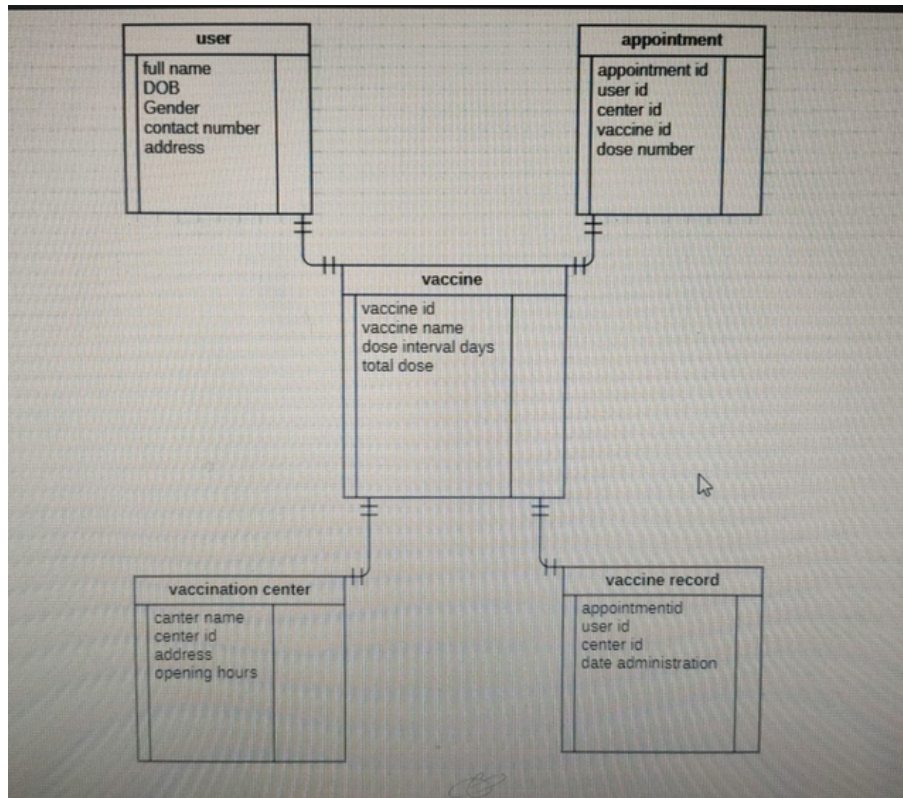 user
full name
DOB
Gender
contact number
address
appointment
appointment id
user id
center id
vaccine id
dose number
vaccine
vaccine id
vaccine name
dose interval days
total dose
vaccination center
canter name
center id
address
opening hours
vaccine record
appointmentid
user id
center id
date administration